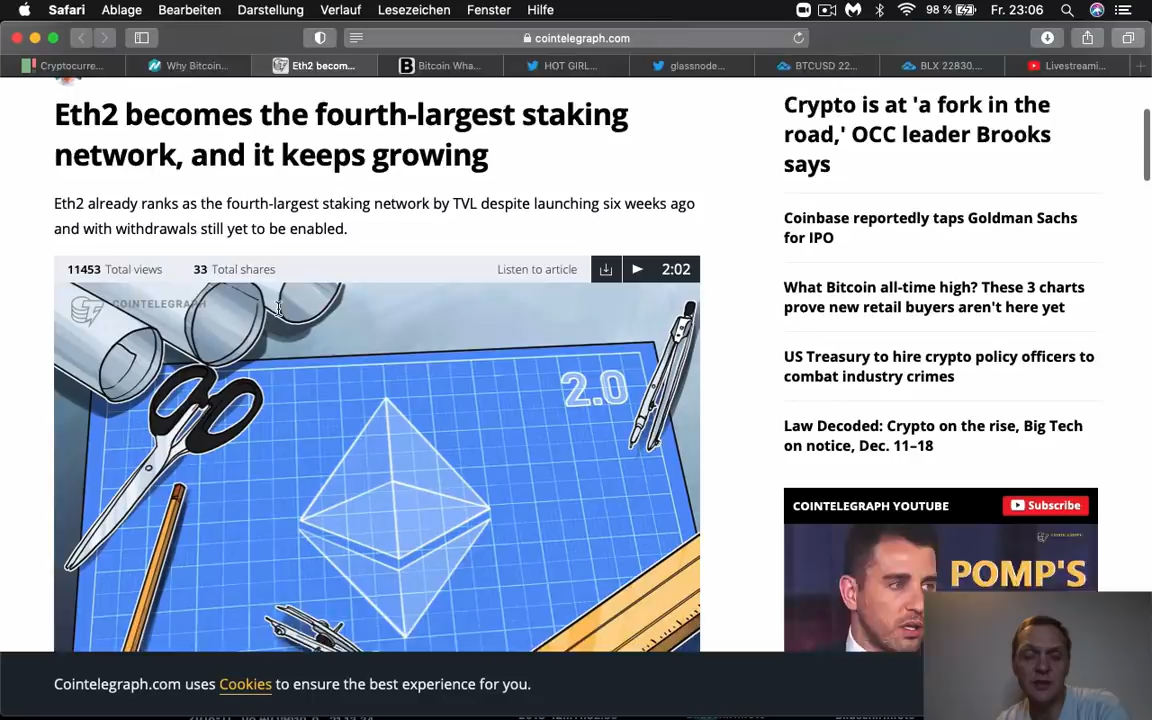 Safari Ablage Bearbeiten Darstellung Verlauf Lesezeichen Fenster Hilfe 98 % Fr. 23:06
cointelegraph.com
Cryptocurre... Why Bitcoin... Eth2 becom... Bitcoin Wha... HOT GIRL... glassnode... BTCUSD 22... BLX 22830.... Livestreami...
Eth2 becomes the fourth-largest staking
network, and it keeps growing
Eth2 already ranks as the fourth-largest staking network by TVL despite launching six weeks ago
and with withdrawals still yet to be enabled.
11453 Total views 33 Total shares Listen to article 2:02
COINTELEGRAPH
2.0
Crypto is at 'a fork in the
road,' OCC leader Brooks
says
Coinbase reportedly taps Goldman Sachs
for IPO
What Bitcoin all-time high? These 3 charts
prove new retail buyers aren't here yet
US Treasury to hire crypto policy officers to
combat industry crimes
Law Decoded: Crypto on the rise, Big Tech
on notice, Dec. 11–18
COINTELEGRAPH YOUTUBE Subscribe
POMP'S
Cointelegraph.com uses Cookies to ensure the best experience for you.